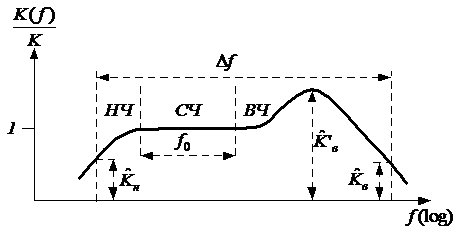 K(f)
K
Δf
НЧ СЧ ВЧ
1
f₀
K̂'в
K̂н
K̂в
f(log)